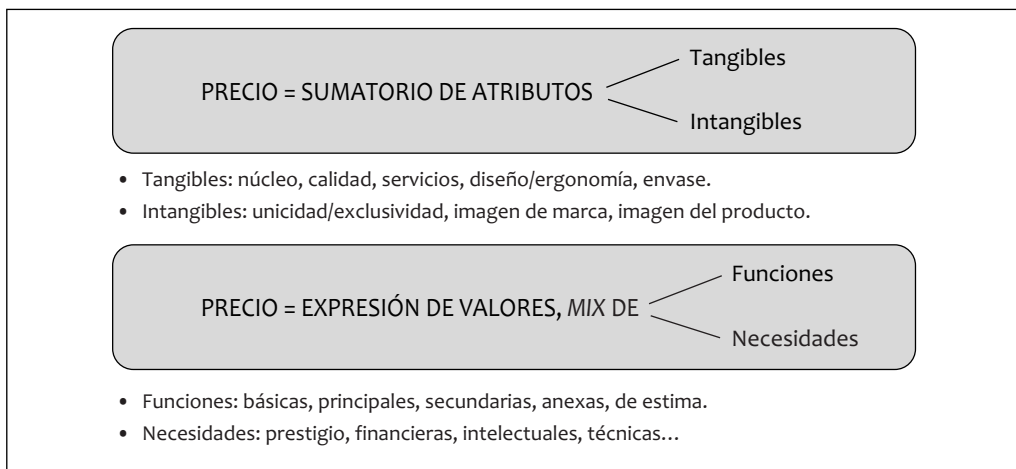 Tangibles
PRECIO = SUMATORIO DE ATRIBUTOS
Intangibles
• Tangibles: núcleo, calidad, servicios, diseño/ergonomía, envase.
• Intangibles: unicidad/exclusividad, imagen de marca, imagen del producto.
Funciones
PRECIO = EXPRESIÓN DE VALORES, MIX DE
Necesidades
• Funciones: básicas, principales, secundarias, anexas, de estima.
• Necesidades: prestigio, financieras, intelectuales, técnicas…